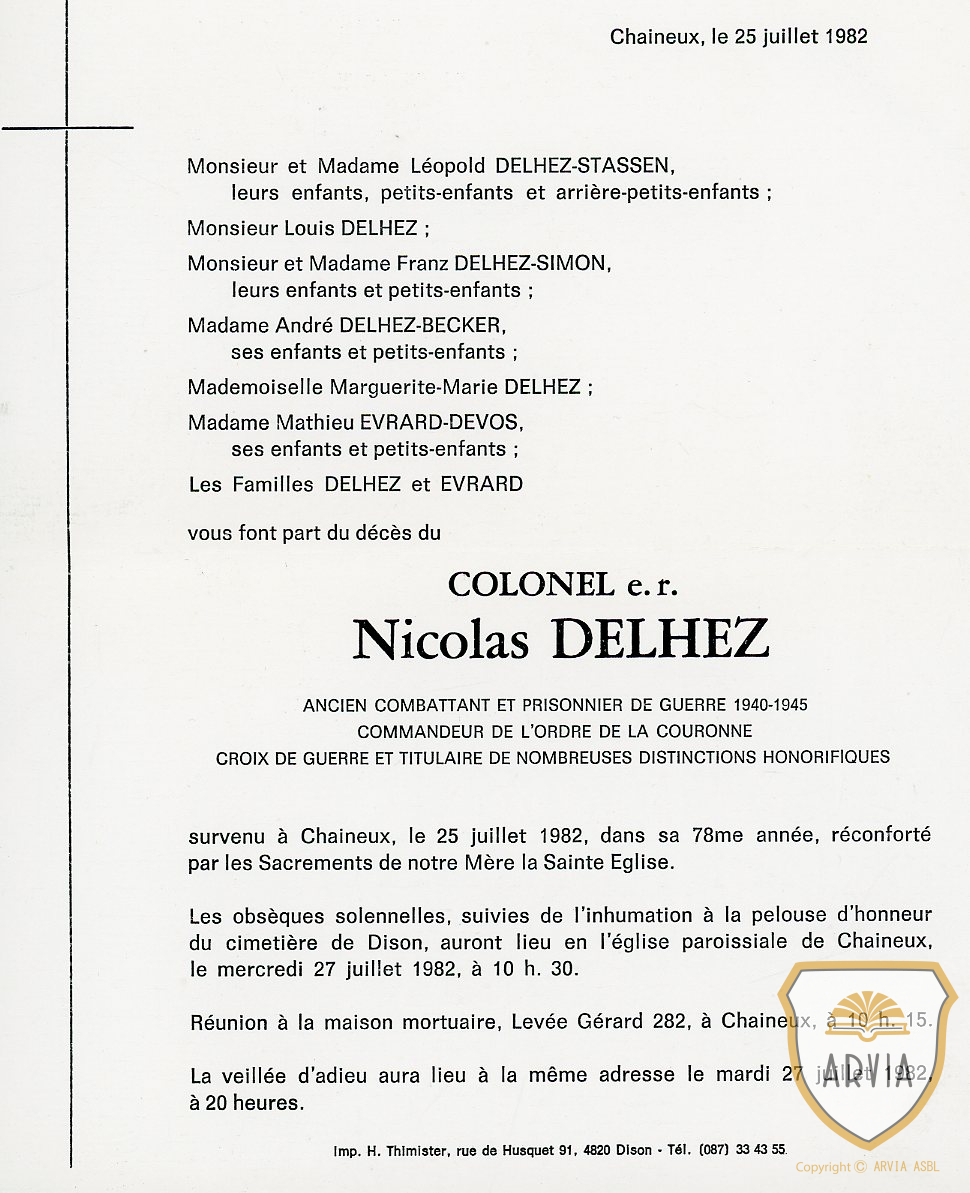 Chaineux, le 25 juillet 1982
Monsieur et Madame Léopold DELHEZ-STASSEN,
leurs enfants, petits-enfants et arrière-petits-enfants ;
Monsieur Louis DELHEZ ;
Monsieur et Madame Franz DELHEZ-SIMON,
leurs enfants et petits-enfants ;
Madame André DELHEZ-BECKER,
ses enfants et petits-enfants ;
Mademoiselle Marguerite-Marie DELHEZ ;
Madame Mathieu EVRARD-DEVOS,
ses enfants et petits-enfants ;
Les Familles DELHEZ et EVRARD
vous font part du décès du
COLONEL e. r.
Nicolas DELHEZ
ANCIEN COMBATTANT ET PRISONNIER DE GUERRE 1940-1945
COMMANDEUR DE L'ORDRE DE LA COURONNE
CROIX DE GUERRE ET TITULAIRE DE NOMBREUSES DISTINCTIONS HONORIFIQUES
survenu à Chaineux, le 25 juillet 1982, dans sa 78me année, réconforté
par les Sacrements de notre Mère la Sainte Eglise.
Les obsèques solennelles, suivies de l'inhumation à la pelouse d'honneur
du cimetière de Dison, auront lieu en l'église paroissiale de Chaineux,
le mercredi 27 juillet 1982, à 10 h. 30.
Réunion à la maison mortuaire, Levée Gérard 282, à Chaineux, à 10 h. 15.
La veillée d'adieu aura lieu à la même adresse le mardi 27 juillet 1982,
à 20 heures.
Imp. H. Thimister, rue de Husquet 91, 4820 Dison - Tél. (087) 33 43 55
ARVIA
Copyright © ARVIA ASBL